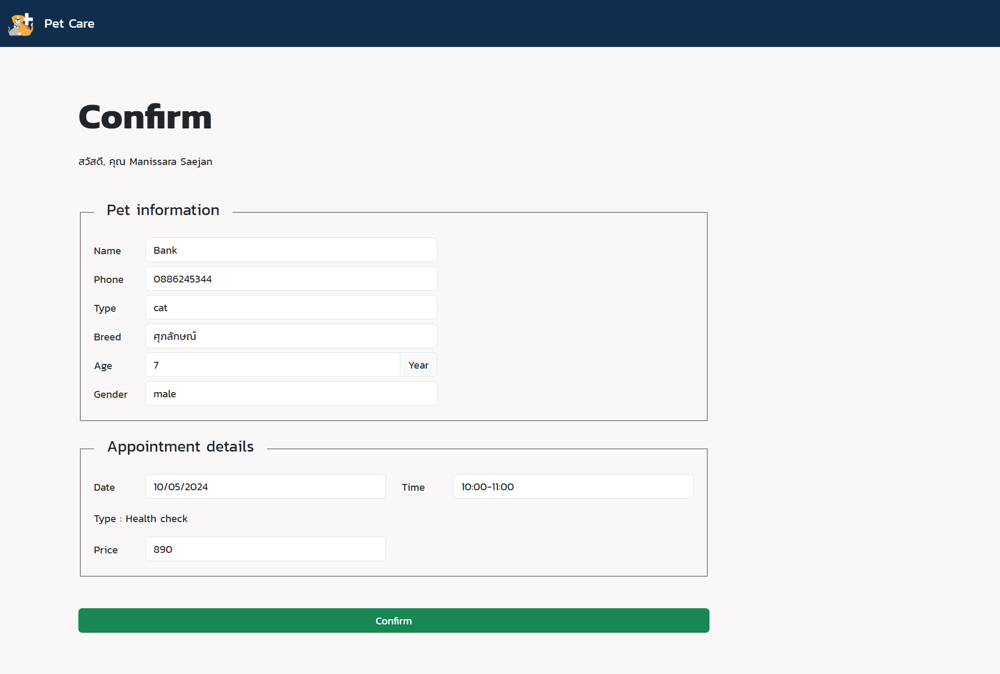 Pet Care
Confirm
สวัสดี, คุณ Manissara Saejan
Pet information
Name Bank
Phone 0886245344
Type cat
Breed ศุภลักษณ์
Age 7 Year
Gender male
Appointment details
Date 10/05/2024 Time 10:00-11:00
Type : Health check
Price 890
Confirm